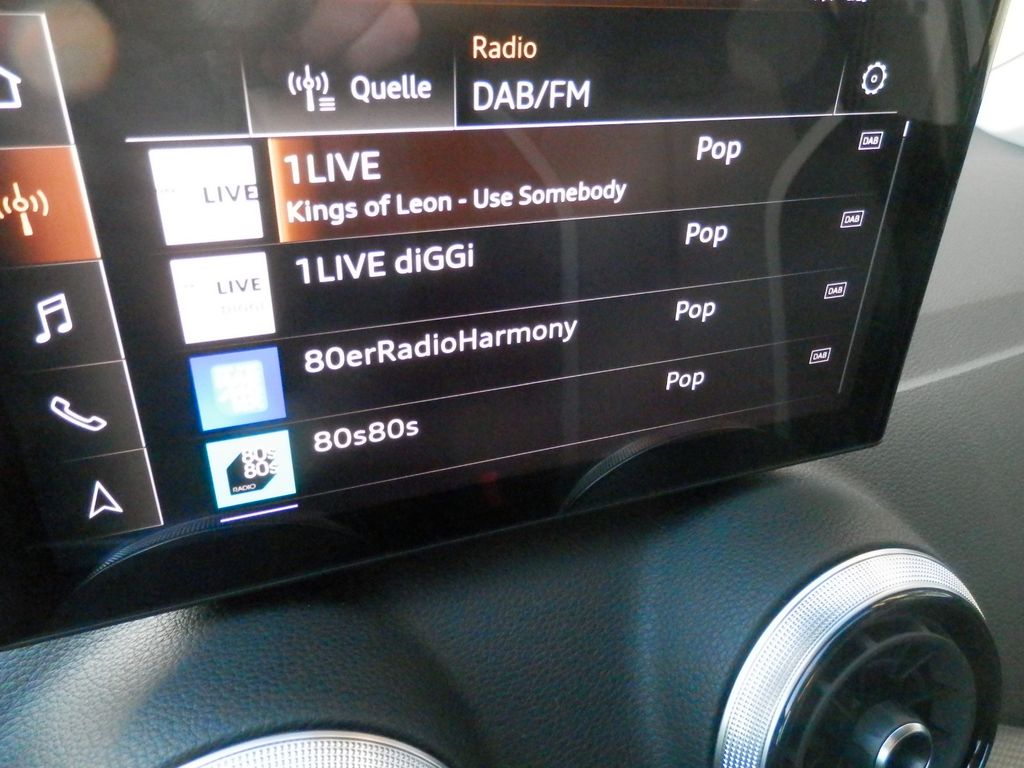 Radio
Quelle
DAB/FM
LIVE
1LIVE
Pop
DAB
Kings of Leon - Use Somebody
LIVE
DIGGI
1LIVE diGGi
Pop
DAB
80erRadioHarmony
Pop
DAB
80s
80s
RADIO
80s80s
Pop
DAB